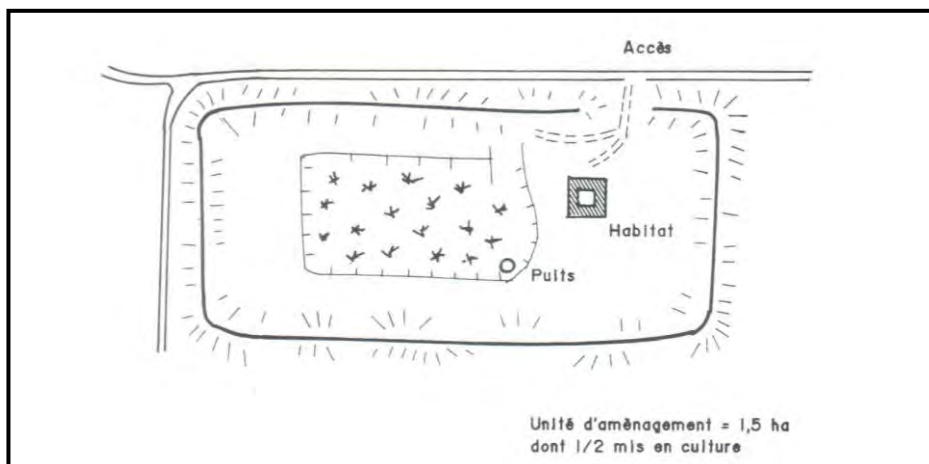 Accès
Habitat
Puits
Unité d'aménagement = 1,5 ha
dont 1/2 mis en culture